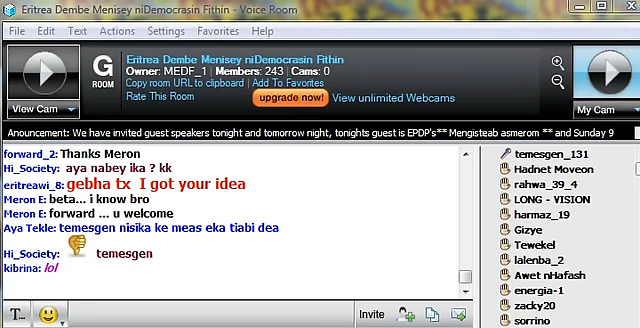 Eritrea Dembe Menisey niDemocrasin Fithin - Voice Room
File Edit Text Actions Settings Favorites Help
Eritrea Dembe Menisey niDemocrasin Fithin
G
ROOM
Owner: MEDF_1 | Members: 243 | Cams: 0
Copy room URL to clipboard | Add To Favorites
Rate This Room
upgrade now! View unlimited Webcams
View Cam
My Cam
Anouncement: We have invited guest speakers tonight and tomorrow night, tonights guest is EPDP's** Mengisteab asmerom ** and Sunday 9
forward_2: Thanks Meron
Hi_Society: aya nabey ika ? kk
eritreawi_8: gebha tx I got your idea
Meron E: beta... i know bro
Meron E: forward ... u welcome
Aya Tekle: temesgen nisika ke meas eka tiabi dea
Hi_Society: temesgen
kibrina: lol
T... Invite
temesgen_131
Hadnet Moveon
rahwa_39_4
LONG - VISION
harmaz_19
Gizye
Tewekel
lalenba_2
Awet nHafash
energia-1
zacky20
sorrino